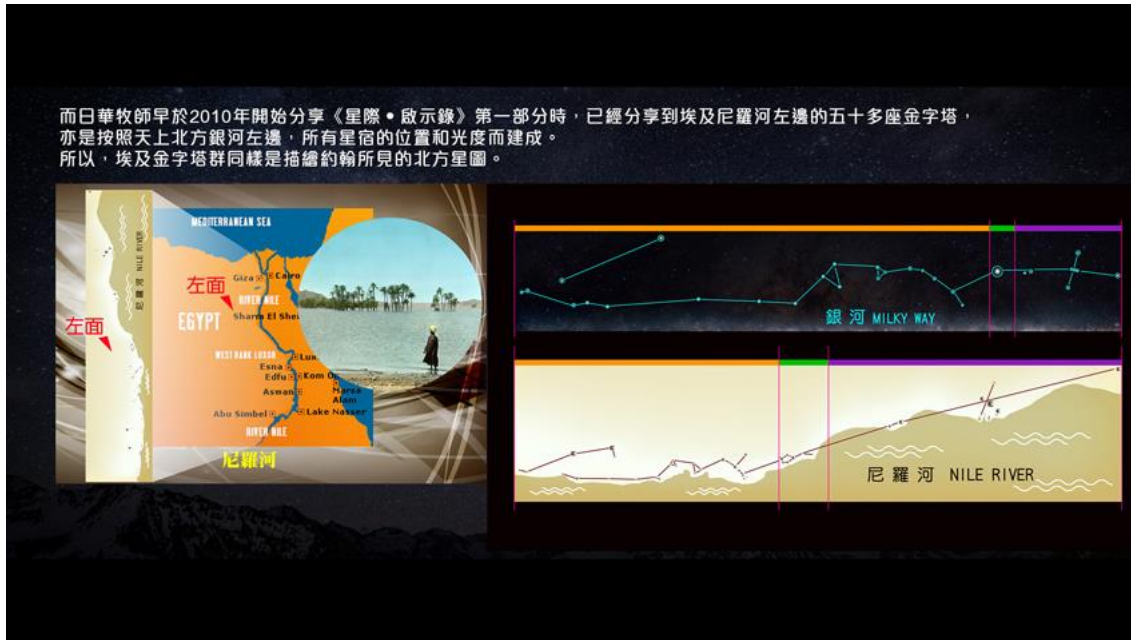 而日華牧師早於2010年開始分享《星際•啟示錄》第一部分時，已經分享到埃及尼羅河左邊的五十多座金字塔，
亦是按照天上北方銀河左邊，所有星宿的位置和光度而建成。
所以，埃及金字塔群同樣是描繪約翰所見的北方星圖。
尼羅河 NILE RIVER
左面
MEDITERRANEAN SEA
Giza
Cairo
左面
RIVER NILE
EGYPT
Sharm El She
WEST BANK LUXOR
Lux
Esna
Edfu
Kom O
Aswan
Marsa
Alam
Abu Simbel
Lake Nasser
RIVER NILE
尼羅河
銀河 MILKY WAY
尼羅河 NILE RIVER